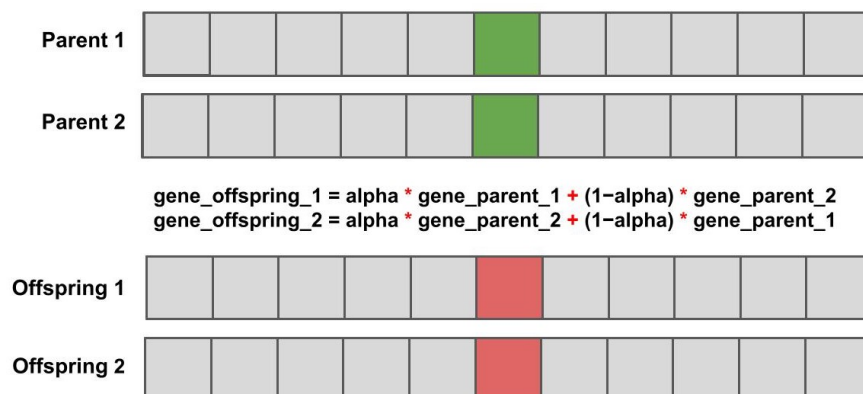 Parent 1
Parent 2
gene_offspring_1 = alpha * gene_parent_1 + (1−alpha) * gene_parent_2
gene_offspring_2 = alpha * gene_parent_2 + (1−alpha) * gene_parent_1
Offspring 1
Offspring 2